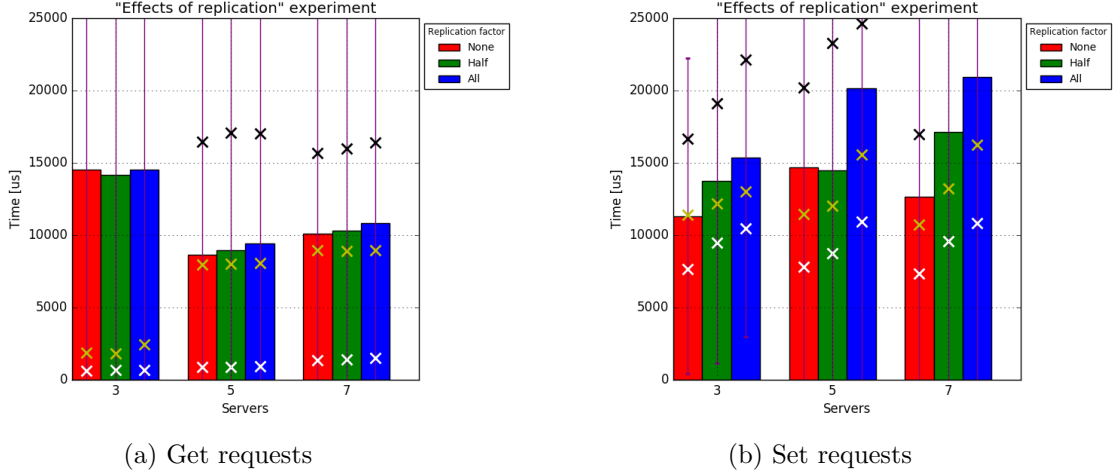 "Effects of replication" experiment
25000
20000
15000
10000
5000
0
Time [us]
3 5 7
Servers
Replication factor
None
Half
All
(a) Get requests
"Effects of replication" experiment
25000
20000
15000
10000
5000
0
Time [us]
3 5 7
Servers
Replication factor
None
Half
All
(b) Set requests